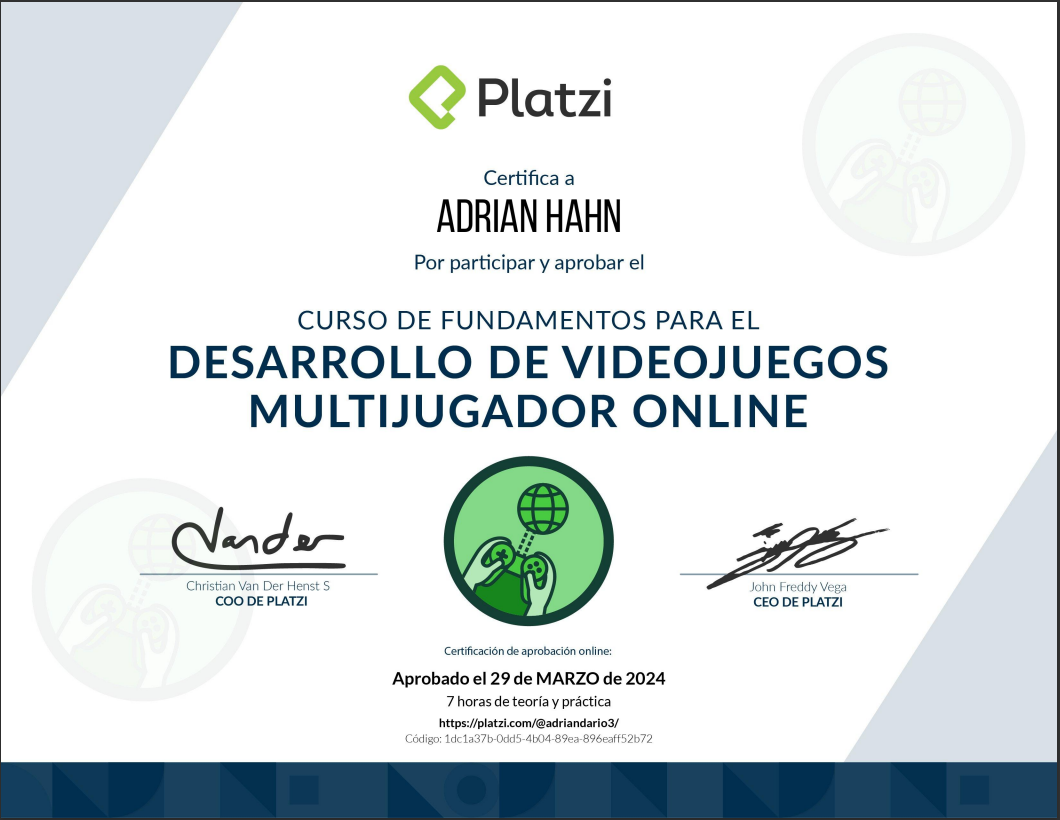 Platzi
Certifica a
ADRIAN HAHN
Por participar y aprobar el
CURSO DE FUNDAMENTOS PARA EL
DESARROLLO DE VIDEOJUEGOS
MULTIJUGADOR ONLINE
Vander
Christian Van Der Henst S
COO DE PLATZI
John Freddy Vega
CEO DE PLATZI
Certificación de aprobación online:
Aprobado el 29 de MARZO de 2024
7 horas de teoría y práctica
https://platzi.com/@adriandario3/
Código: 1dc1a37b-0dd5-4b04-89ea-896eaff52b72